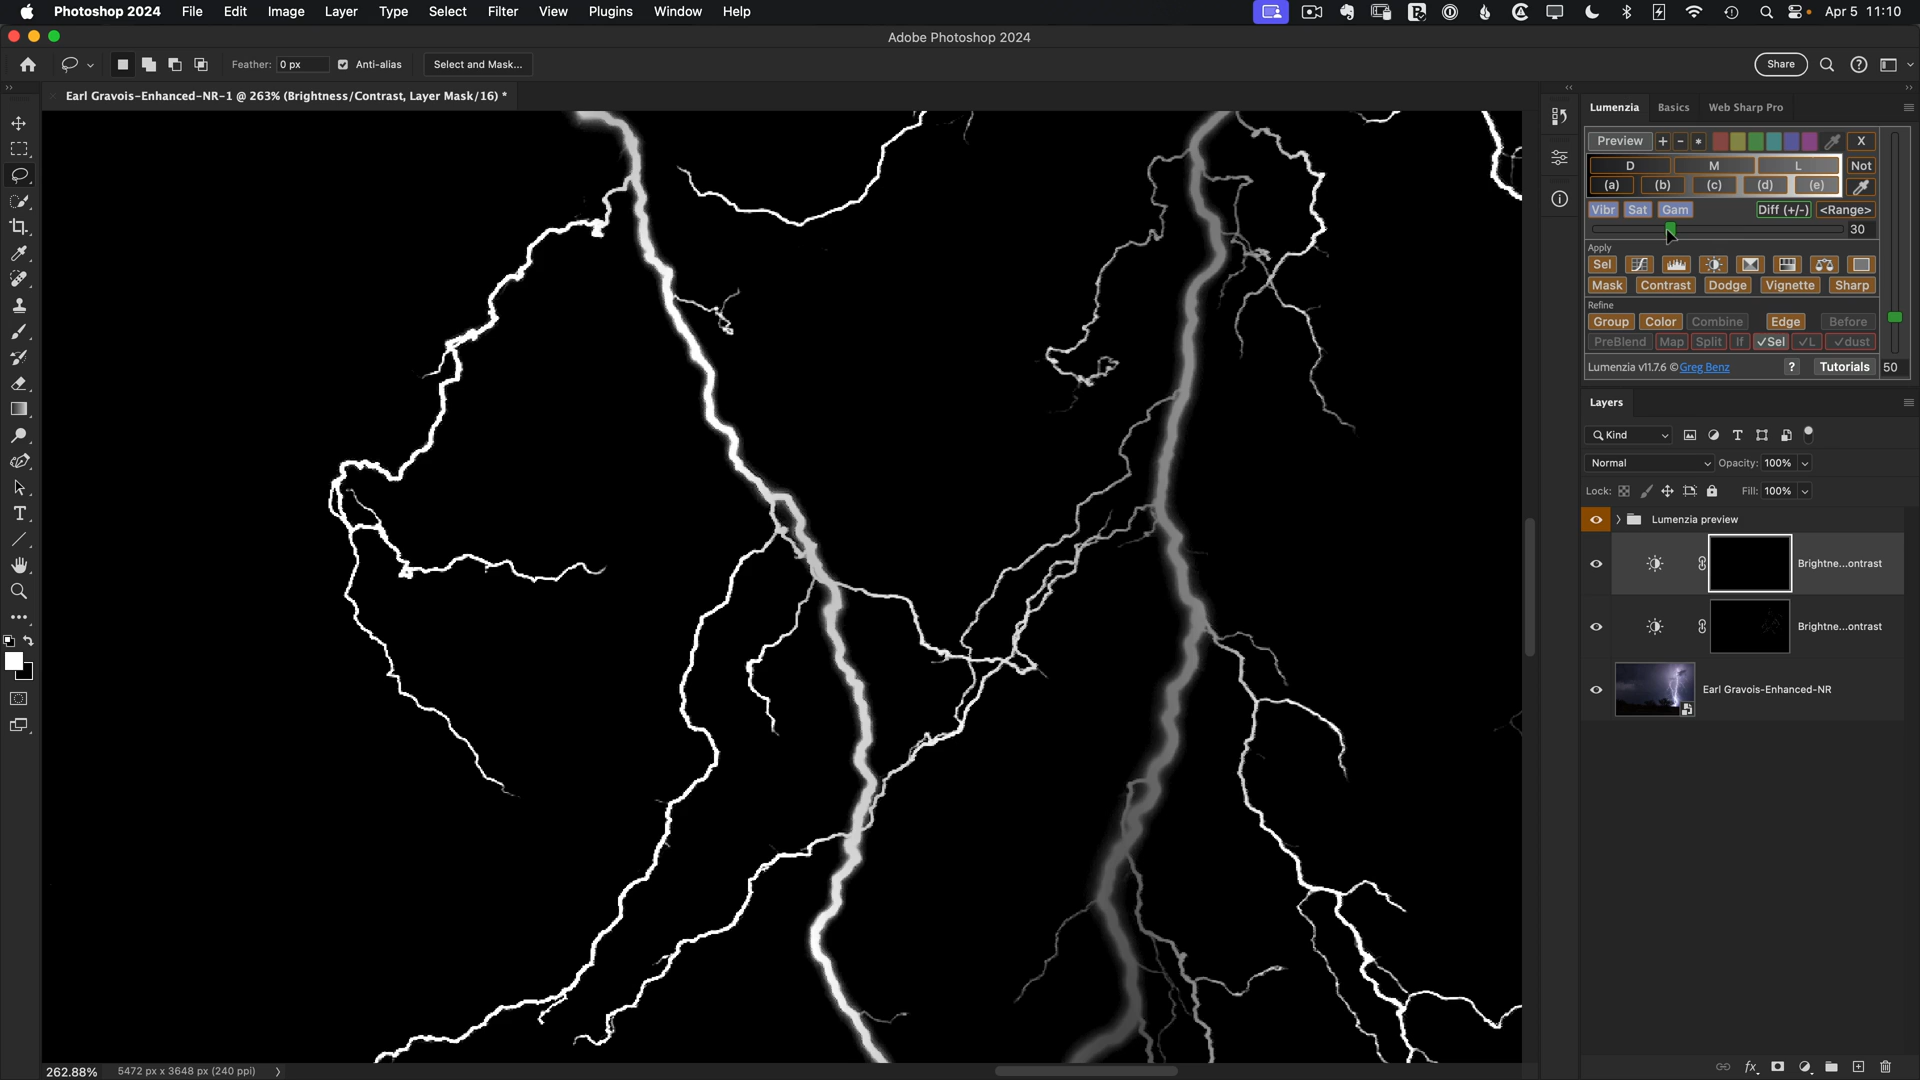 Photoshop 2024 File Edit Image Layer Type Select Filter View Plugins Window Help Apr 5 11:10
Adobe Photoshop 2024
Feather: 0 px Anti-alias Select and Mask... Share
Earl Gravois-Enhanced-NR-1 @ 263% (Brightness/Contrast, Layer Mask/16) *
Lumenzia Basics Web Sharp Pro
Preview + - * X
D M L Not
(a) (b) (c) (d) (e)
Vibr Sat Gam Diff (+/-) <Range>
30
Apply
Sel
Mask Contrast Dodge Vignette Sharp
Refine
Group Color Combine Edge Before
PreBlend Map Split If ✓Sel ✓L ✓dust
Lumenzia v11.7.6 © Greg Benz ? Tutorials 50
Layers
Kind
Normal Opacity: 100%
Lock: Fill: 100%
Lumenzia preview
Brightne...ontrast
Brightne...ontrast
Earl Gravois-Enhanced-NR
262.88% 5472 px x 3648 px (240 ppi)